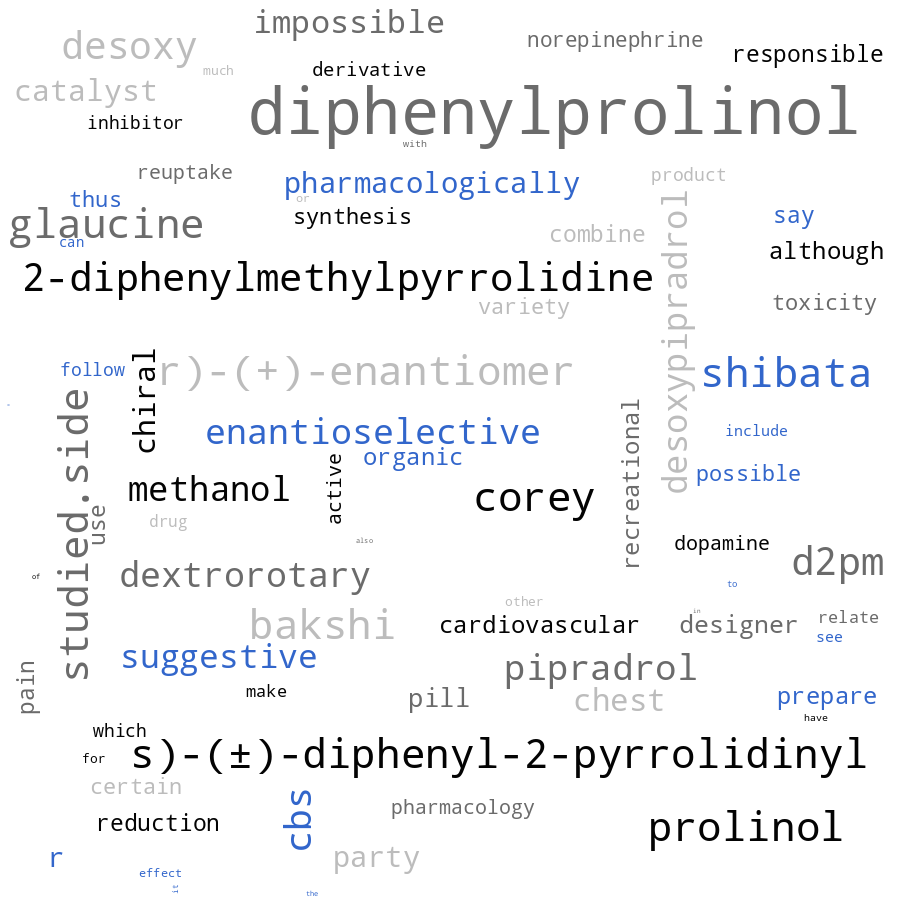 impossible
desoxy
norepinephrine
responsible
much
derivative
catalyst
diphenylprolinol
inhibitor
with
reuptake
product
pharmacologically
thus
or
synthesis
say
glaucine
can
combine
although
desoxypipradrol
2-diphenylmethylpyrrolidine
variety
toxicity
follow
chiral
r)-(+)-enantiomer
shibata
enantioselective
include
organic
active
recreational
possible
studied.side
methanol
corey
use
drug
also
dopamine
d2pm
of
dextrorotary
to
other
in
bakshi
cardiovascular
designer
relate
see
suggestive
pipradrol
pain
make
pill
chest
prepare
have
which
for
s)-(±)-diphenyl-2-pyrrolidinyl
certain
cbs
pharmacology
reduction
prolinol
r
party
effect
it
the